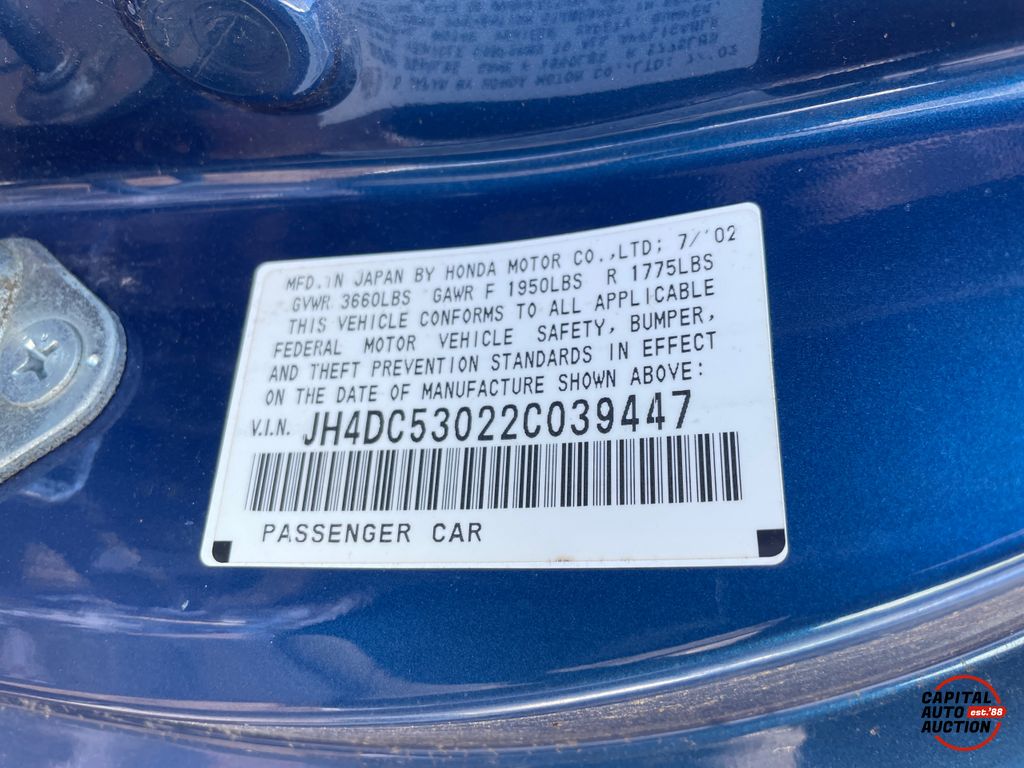 MFD.IN JAPAN BY HONDA MOTOR CO.,LTD; 7/'02
GVWR 3660LBS GAWR F 1950LBS R 1775LBS
THIS VEHICLE CONFORMS TO ALL APPLICABLE
FEDERAL MOTOR VEHICLE SAFETY, BUMPER,
AND THEFT PREVENTION STANDARDS IN EFFECT
ON THE DATE OF MANUFACTURE SHOWN ABOVE:
V.I.N. JH4DC53022C039447
PASSENGER CAR
CAPITAL
AUTO est.'88
AUCTION